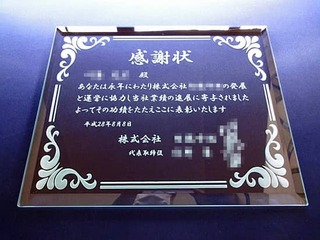 感謝状
殿
あなたは永年にわたり株式会社の発展
と運営に協力し当社業績の進展に寄与されました
よってその功績をたたえここに表彰いたします
平成28年8月8日
株式会社
代表取締役